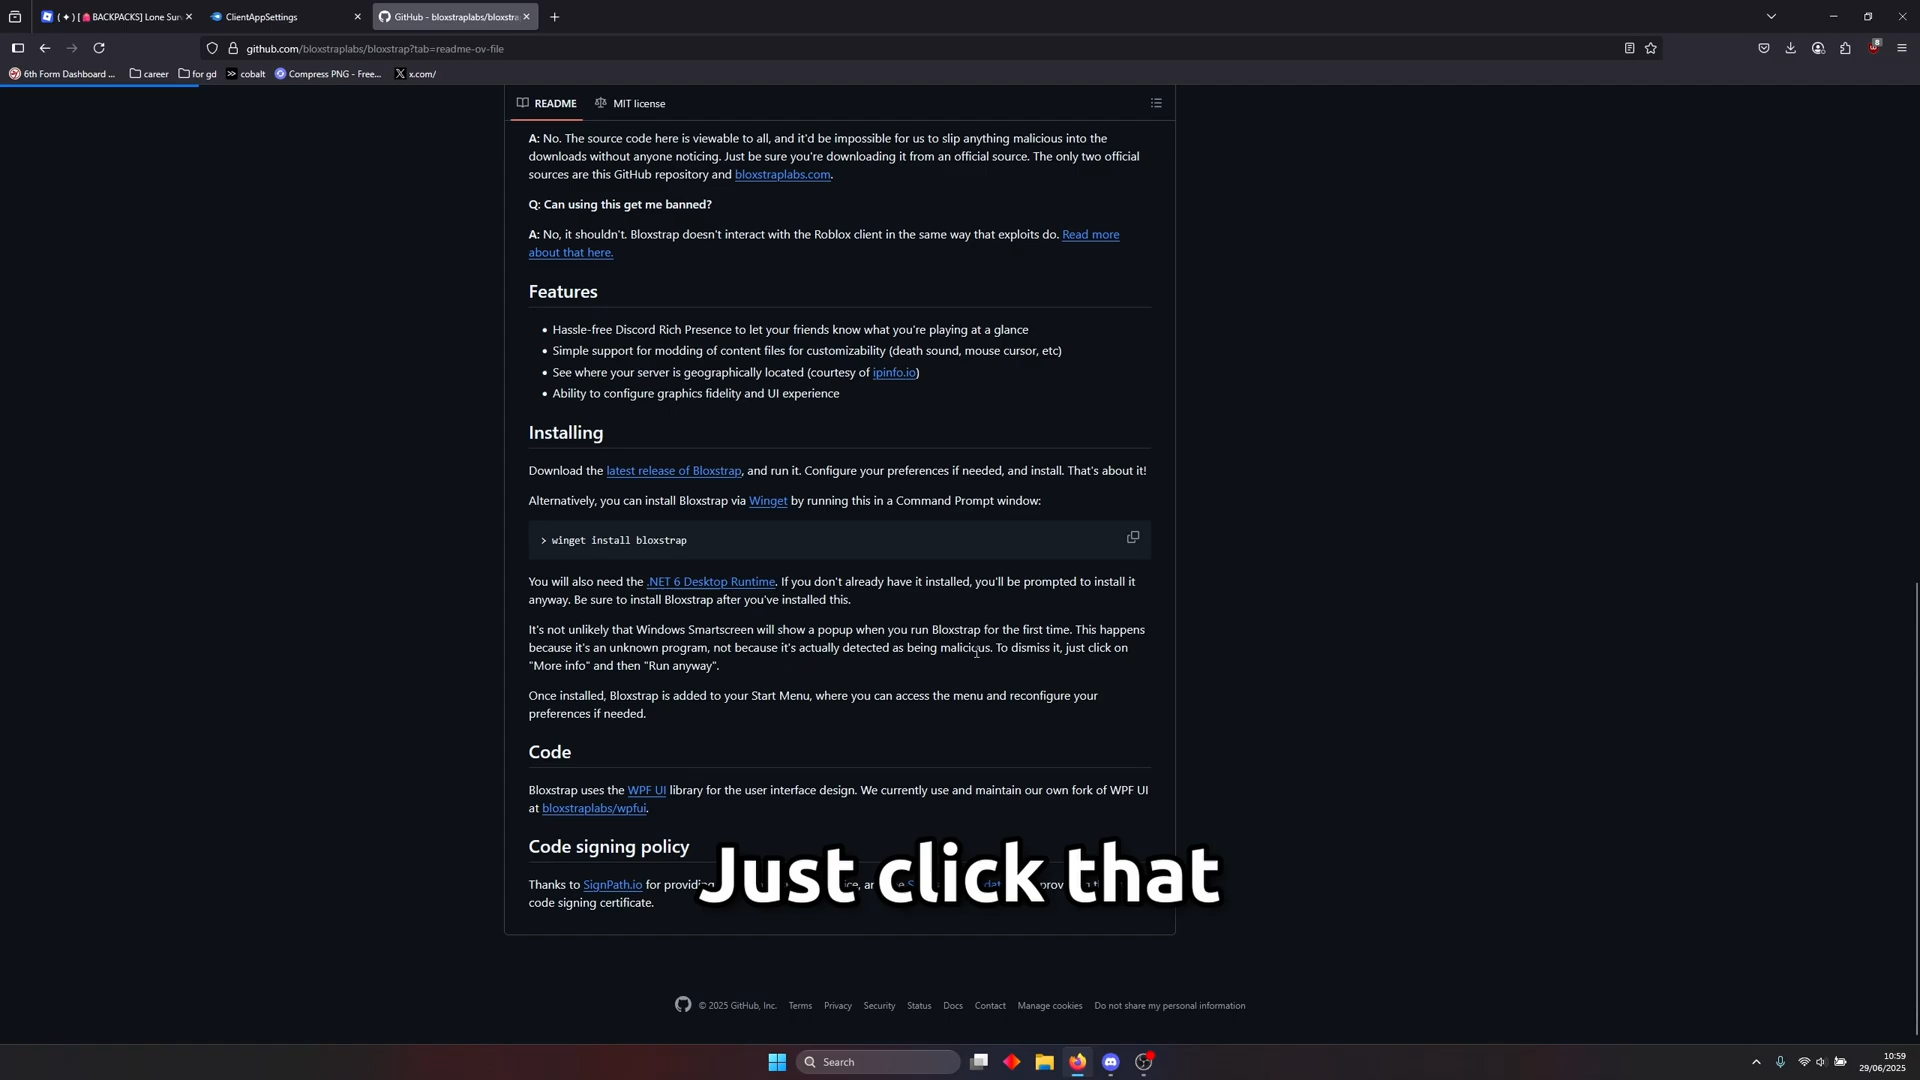 ( ✦ ) [🎒BACKPACKS] Lone Sur
ClientAppSettings
GitHub - bloxstraplabs/bloxstra
github.com/bloxstraplabs/bloxstrap?tab=readme-ov-file
8
6th Form Dashboard ...
career
for gd
cobalt
Compress PNG - Free...
x.com/
README
MIT license
A: No. The source code here is viewable to all, and it'd be impossible for us to slip anything malicious into the
downloads without anyone noticing. Just be sure you're downloading it from an official source. The only two official
sources are this GitHub repository and bloxstraplabs.com.
Q: Can using this get me banned?
A: No, it shouldn't. Bloxstrap doesn't interact with the Roblox client in the same way that exploits do. Read more
about that here.
Features
• Hassle-free Discord Rich Presence to let your friends know what you're playing at a glance
• Simple support for modding of content files for customizability (death sound, mouse cursor, etc)
• See where your server is geographically located (courtesy of ipinfo.io)
• Ability to configure graphics fidelity and UI experience
Installing
Download the latest release of Bloxstrap, and run it. Configure your preferences if needed, and install. That's about it!
Alternatively, you can install Bloxstrap via Winget by running this in a Command Prompt window:
> winget install bloxstrap
You will also need the .NET 6 Desktop Runtime. If you don't already have it installed, you'll be prompted to install it
anyway. Be sure to install Bloxstrap after you've installed this.
It's not unlikely that Windows Smartscreen will show a popup when you run Bloxstrap for the first time. This happens
because it's an unknown program, not because it's actually detected as being malicious. To dismiss it, just click on
"More info" and then "Run anyway".
Once installed, Bloxstrap is added to your Start Menu, where you can access the menu and reconfigure your
preferences if needed.
Code
Bloxstrap uses the WPF UI library for the user interface design. We currently use and maintain our own fork of WPF UI
at bloxstraplabs/wpfui.
Code signing policy
Just click that
Thanks to SignPath.io for providing
code signing certificate.
© 2025 GitHub, Inc. Terms Privacy Security Status Docs Contact Manage cookies Do not share my personal information
Search
10:59
29/06/2025